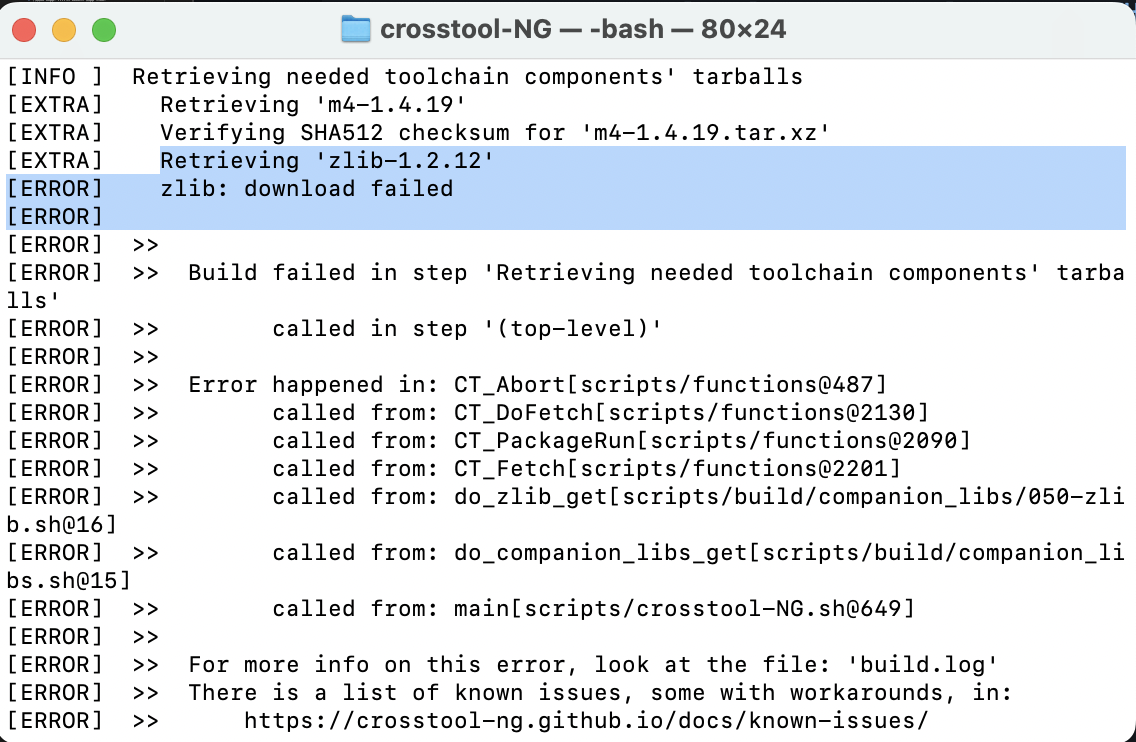 crosstool-NG — -bash — 80×24
[INFO ]  Retrieving needed toolchain components' tarballs
[EXTRA]    Retrieving 'm4-1.4.19'
[EXTRA]    Verifying SHA512 checksum for 'm4-1.4.19.tar.xz'
[EXTRA]    Retrieving 'zlib-1.2.12'
[ERROR]    zlib: download failed
[ERROR]
[ERROR]  >>
[ERROR]  >>  Build failed in step 'Retrieving needed toolchain components' tarba
lls'
[ERROR]  >>        called in step '(top-level)'
[ERROR]  >>
[ERROR]  >>  Error happened in: CT_Abort[scripts/functions@487]
[ERROR]  >>        called from: CT_DoFetch[scripts/functions@2130]
[ERROR]  >>        called from: CT_PackageRun[scripts/functions@2090]
[ERROR]  >>        called from: CT_Fetch[scripts/functions@2201]
[ERROR]  >>        called from: do_zlib_get[scripts/build/companion_libs/050-zli
b.sh@16]
[ERROR]  >>        called from: do_companion_libs_get[scripts/build/companion_li
bs.sh@15]
[ERROR]  >>        called from: main[scripts/crosstool-NG.sh@649]
[ERROR]  >>
[ERROR]  >>  For more info on this error, look at the file: 'build.log'
[ERROR]  >>  There is a list of known issues, some with workarounds, in:
[ERROR]  >>      https://crosstool-ng.github.io/docs/known-issues/